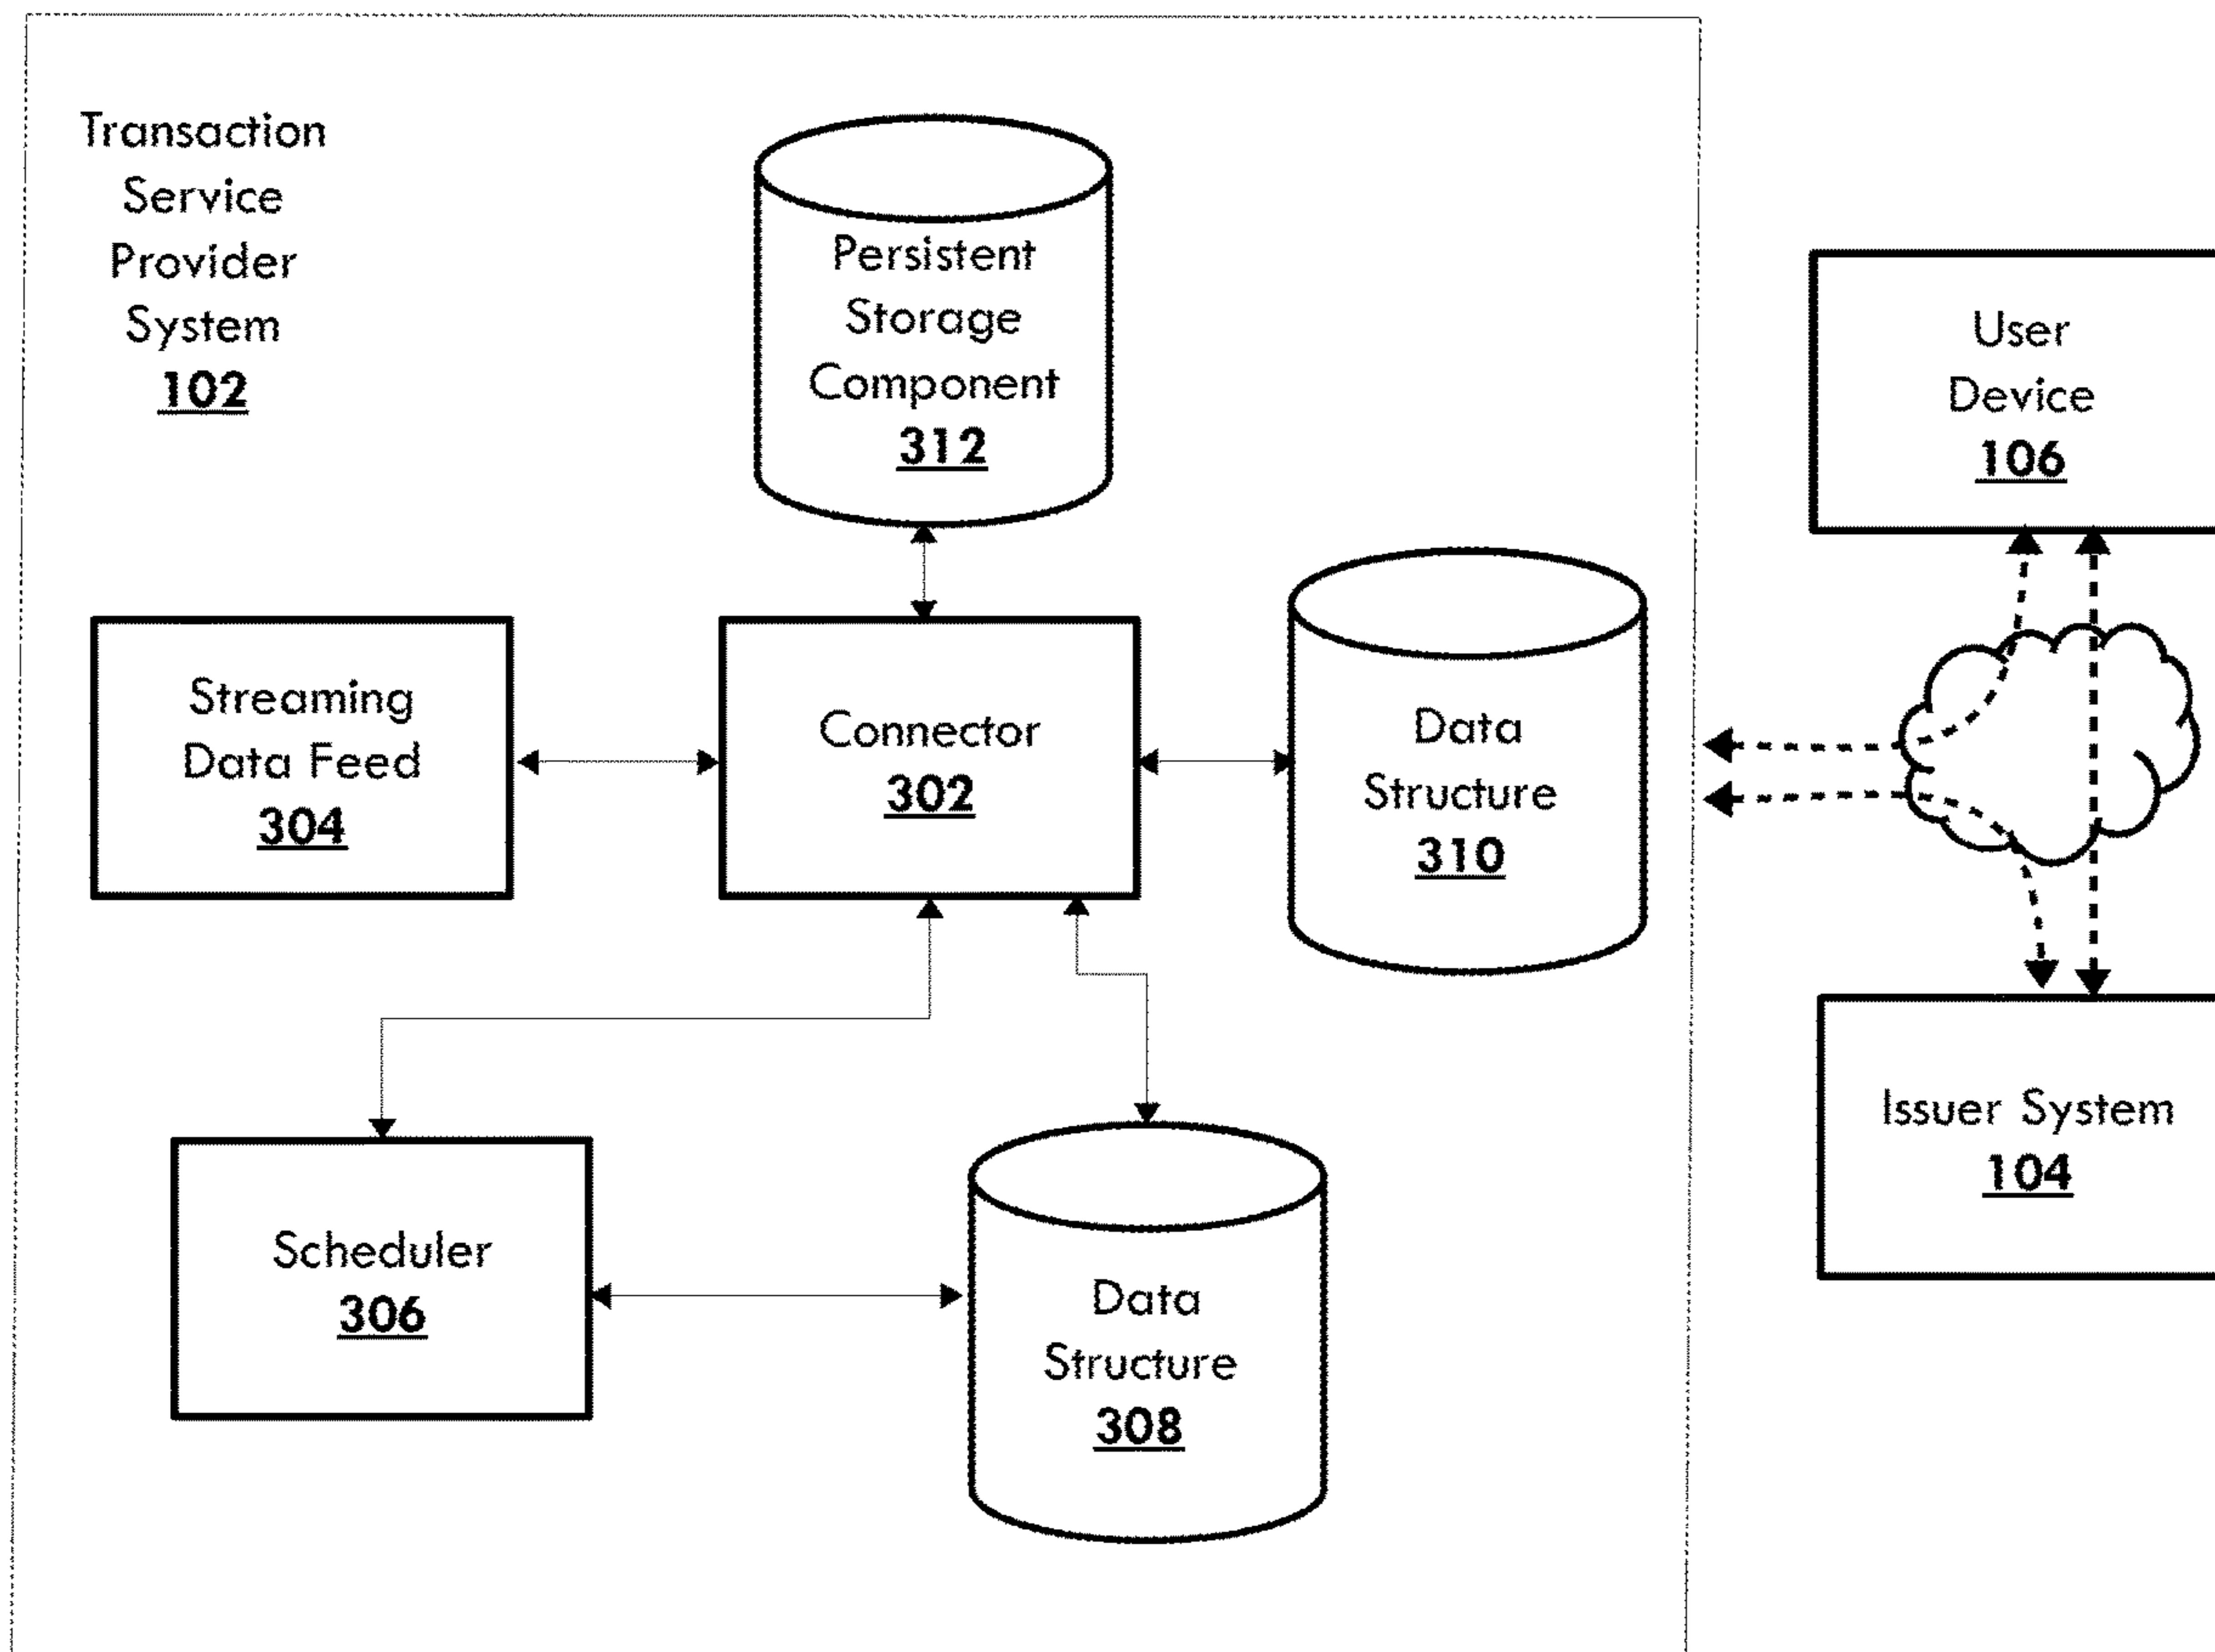 Transaction
Service
Provider
System
102
Persistent
Storage
Component
312
User
Device
106
Streaming
Data Feed
304
Connector
302
Data
Structure
310
Issuer System
104
Scheduler
306
Data
Structure
308